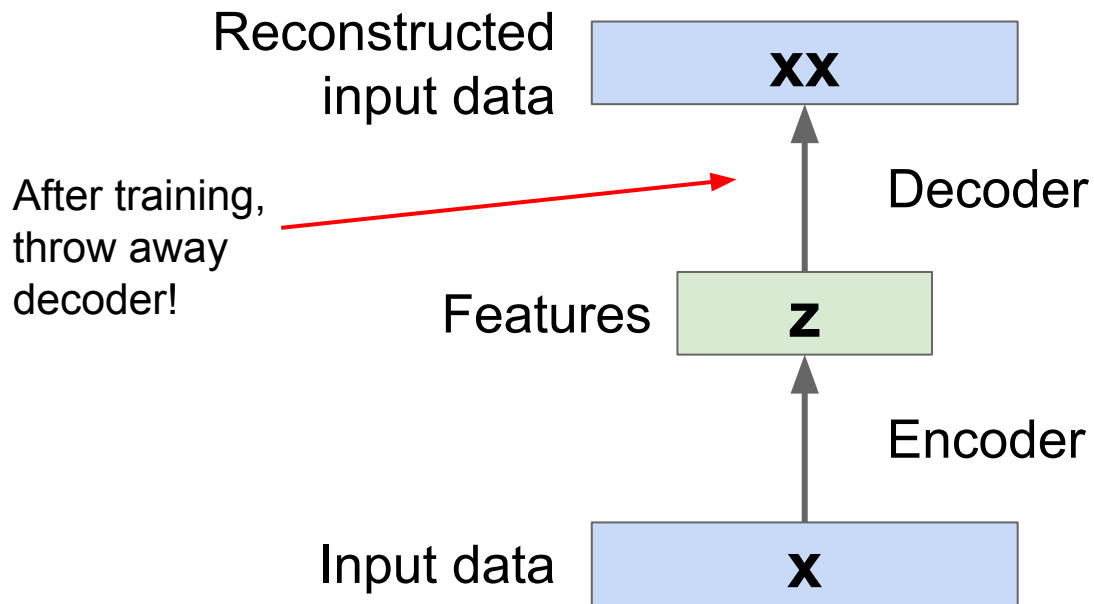 Reconstructed
input data
xx
After training,
throw away
decoder!
Decoder
Features
z
Encoder
Input data
x